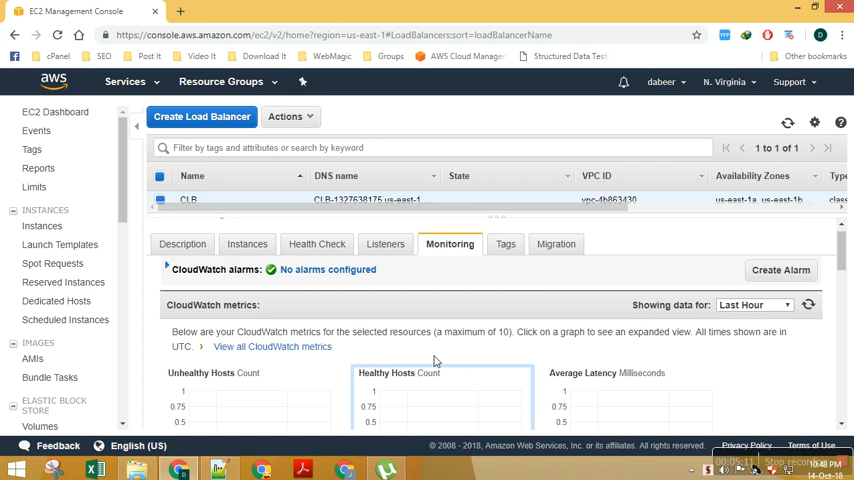 EC2 Management Console
https://console.aws.amazon.com/ec2/v2/home?region=us-east-1#LoadBalancers:sort=loadBalancerName
cPanel SEO Post It Video It WebMagic Download It Groups AWS Cloud Manage Structured Data Test Other bookmarks
aws Services Resource Groups dabeer N. Virginia Support
EC2 Dashboard
Events
Tags
Reports
Limits
INSTANCES
Instances
Launch Templates
Spot Requests
Reserved Instances
Dedicated Hosts
Scheduled Instances
IMAGES
AMIs
Bundle Tasks
ELASTIC BLOCK
STORE
Volumes
Create Load Balancer Actions
Filter by tags and attributes or search by keyword 1 to 1 of 1
Name DNS name State VPC ID Availability Zones Type
CLB CLB-1327638175.us-east-1. vpc-4b863430 us-east-1a, us-east-1b, class
Description Instances Health Check Listeners Monitoring Tags Migration
CloudWatch alarms: No alarms configured Create Alarm
CloudWatch metrics: Showing data for: Last Hour
Below are your CloudWatch metrics for the selected resources (a maximum of 10). Click on a graph to see an expanded view. All times shown are in
UTC. › View all CloudWatch metrics
Unhealthy Hosts Count Healthy Hosts Count Average Latency Milliseconds
1 1 1
0.75 0.75 0.75
0.5 0.5 0.5
Feedback English (US) © 2008 - 2018, Amazon Web Services, Inc. or its affiliates. All rights reserved. Privacy Policy Terms of Use
00:05:11 Stop recording
10:48 PM
14-Oct-18